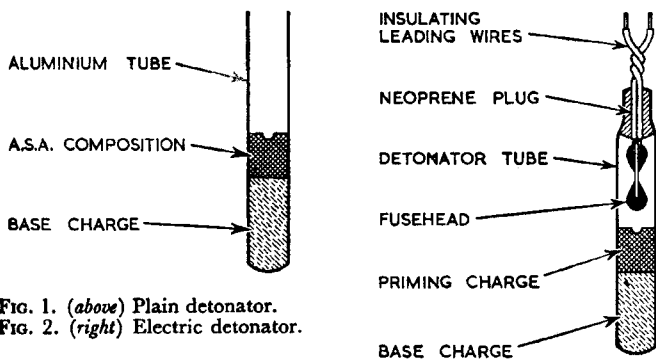 ALUMINIUM TUBE
A.S.A. COMPOSITION
BASE CHARGE
FIG. 1. (above) Plain detonator.
FIG. 2. (right) Electric detonator.
INSULATING
LEADING WIRES
NEOPRENE PLUG
DETONATOR TUBE
FUSEHEAD
PRIMING CHARGE
BASE CHARGE